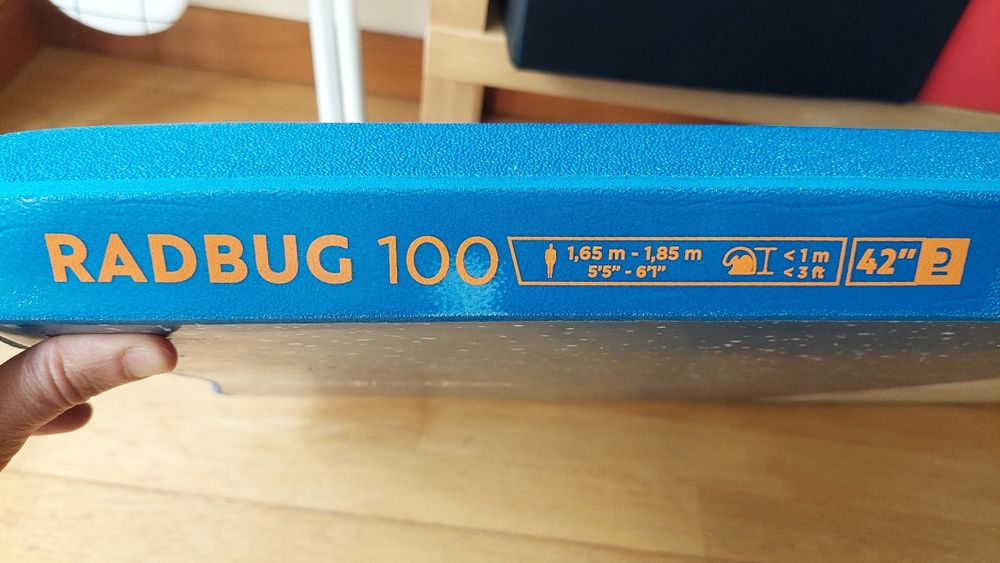 RADBUG 100
1,65 m - 1,85 m
5'5" - 6'1"
< 1 m
< 3 ft
42"